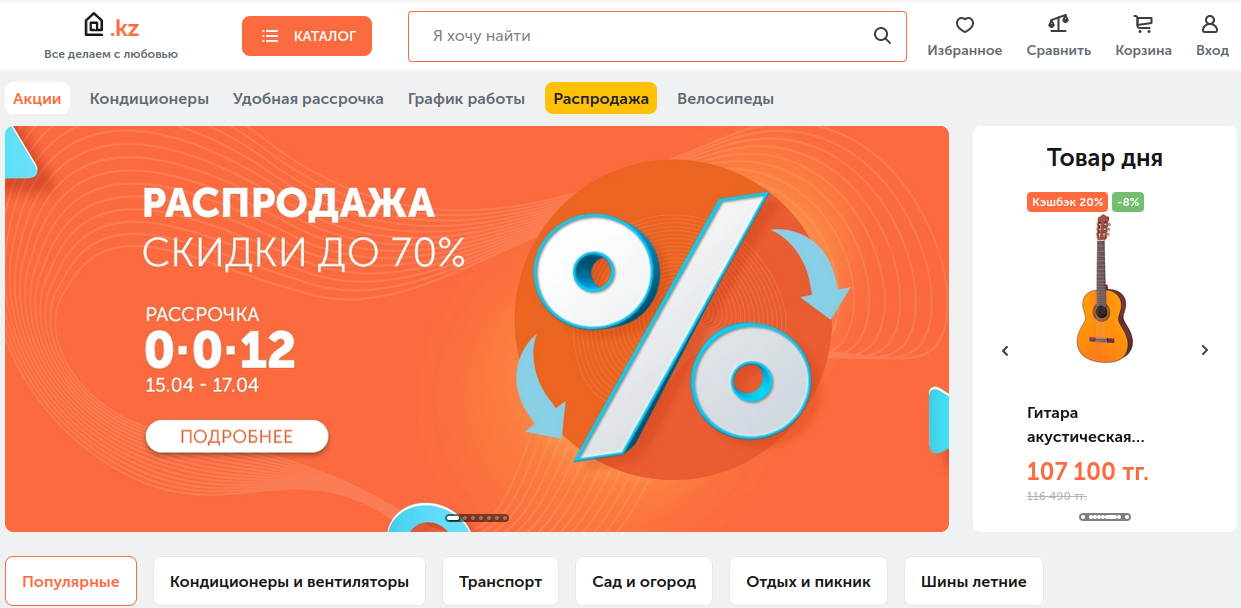 .kz
Все делаем с любовью
КАТАЛОГ
Я хочу найти
Избранное
Сравнить
Корзина
Вход
Акции
Кондиционеры
Удобная рассрочка
График работы
Распродажа
Велосипеды
РАСПРОДАЖА
СКИДКИ ДО 70%
РАССРОЧКА
0·0·12
15.04 - 17.04
ПОДРОБНЕЕ
Товар дня
Кэшбэк 20%
-8%
Гитара
акустическая...
107 100 тг.
116 490 тг.
Популярные
Кондиционеры и вентиляторы
Транспорт
Сад и огород
Отдых и пикник
Шины летние